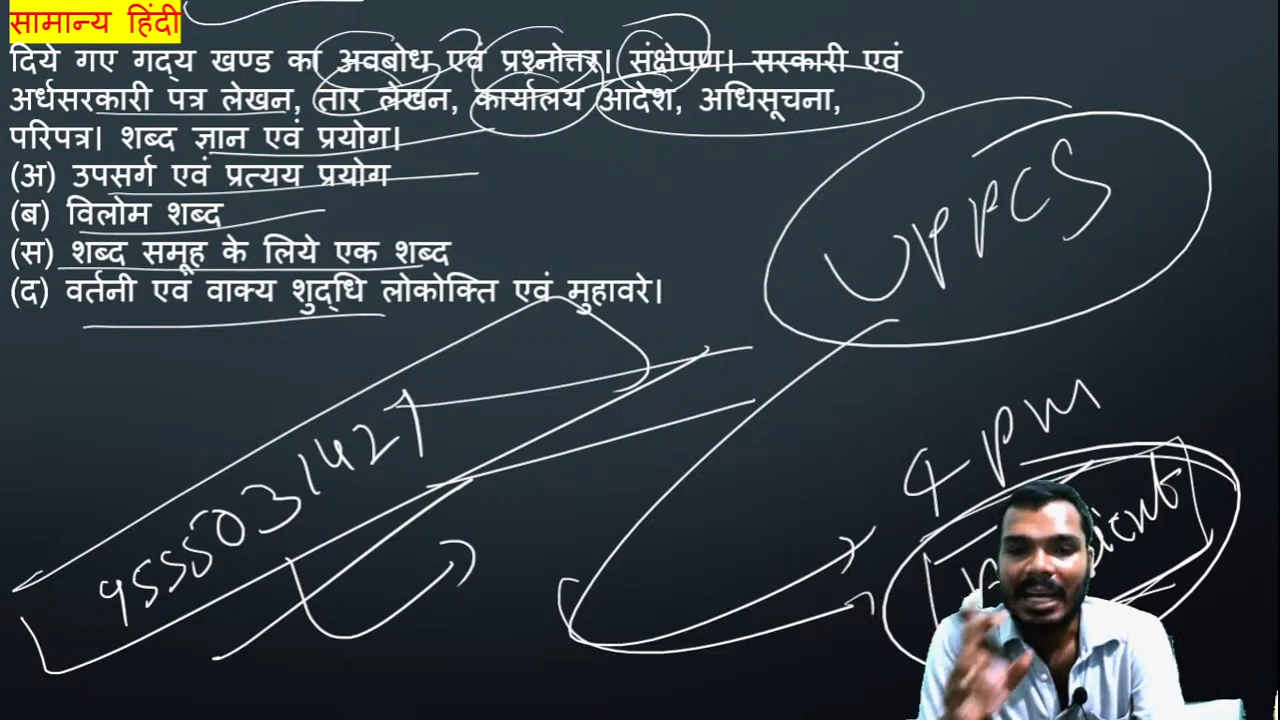 सामान्य हिंदी
दिये गए गद्य खण्ड का अवबोध एवं प्रश्नोत्तर। संक्षेपण। सरकारी एवं
अर्धसरकारी पत्र लेखन, तार लेखन, कार्यालय आदेश, अधिसूचना,
परिपत्र। शब्द ज्ञान एवं प्रयोग।
(अ) उपसर्ग एवं प्रत्यय प्रयोग
(ब) विलोम शब्द
(स) शब्द समूह के लिये एक शब्द
(द) वर्तनी एवं वाक्य शुद्धि लोकोक्ति एवं मुहावरे।
UPPCS
4 pm
9555031427